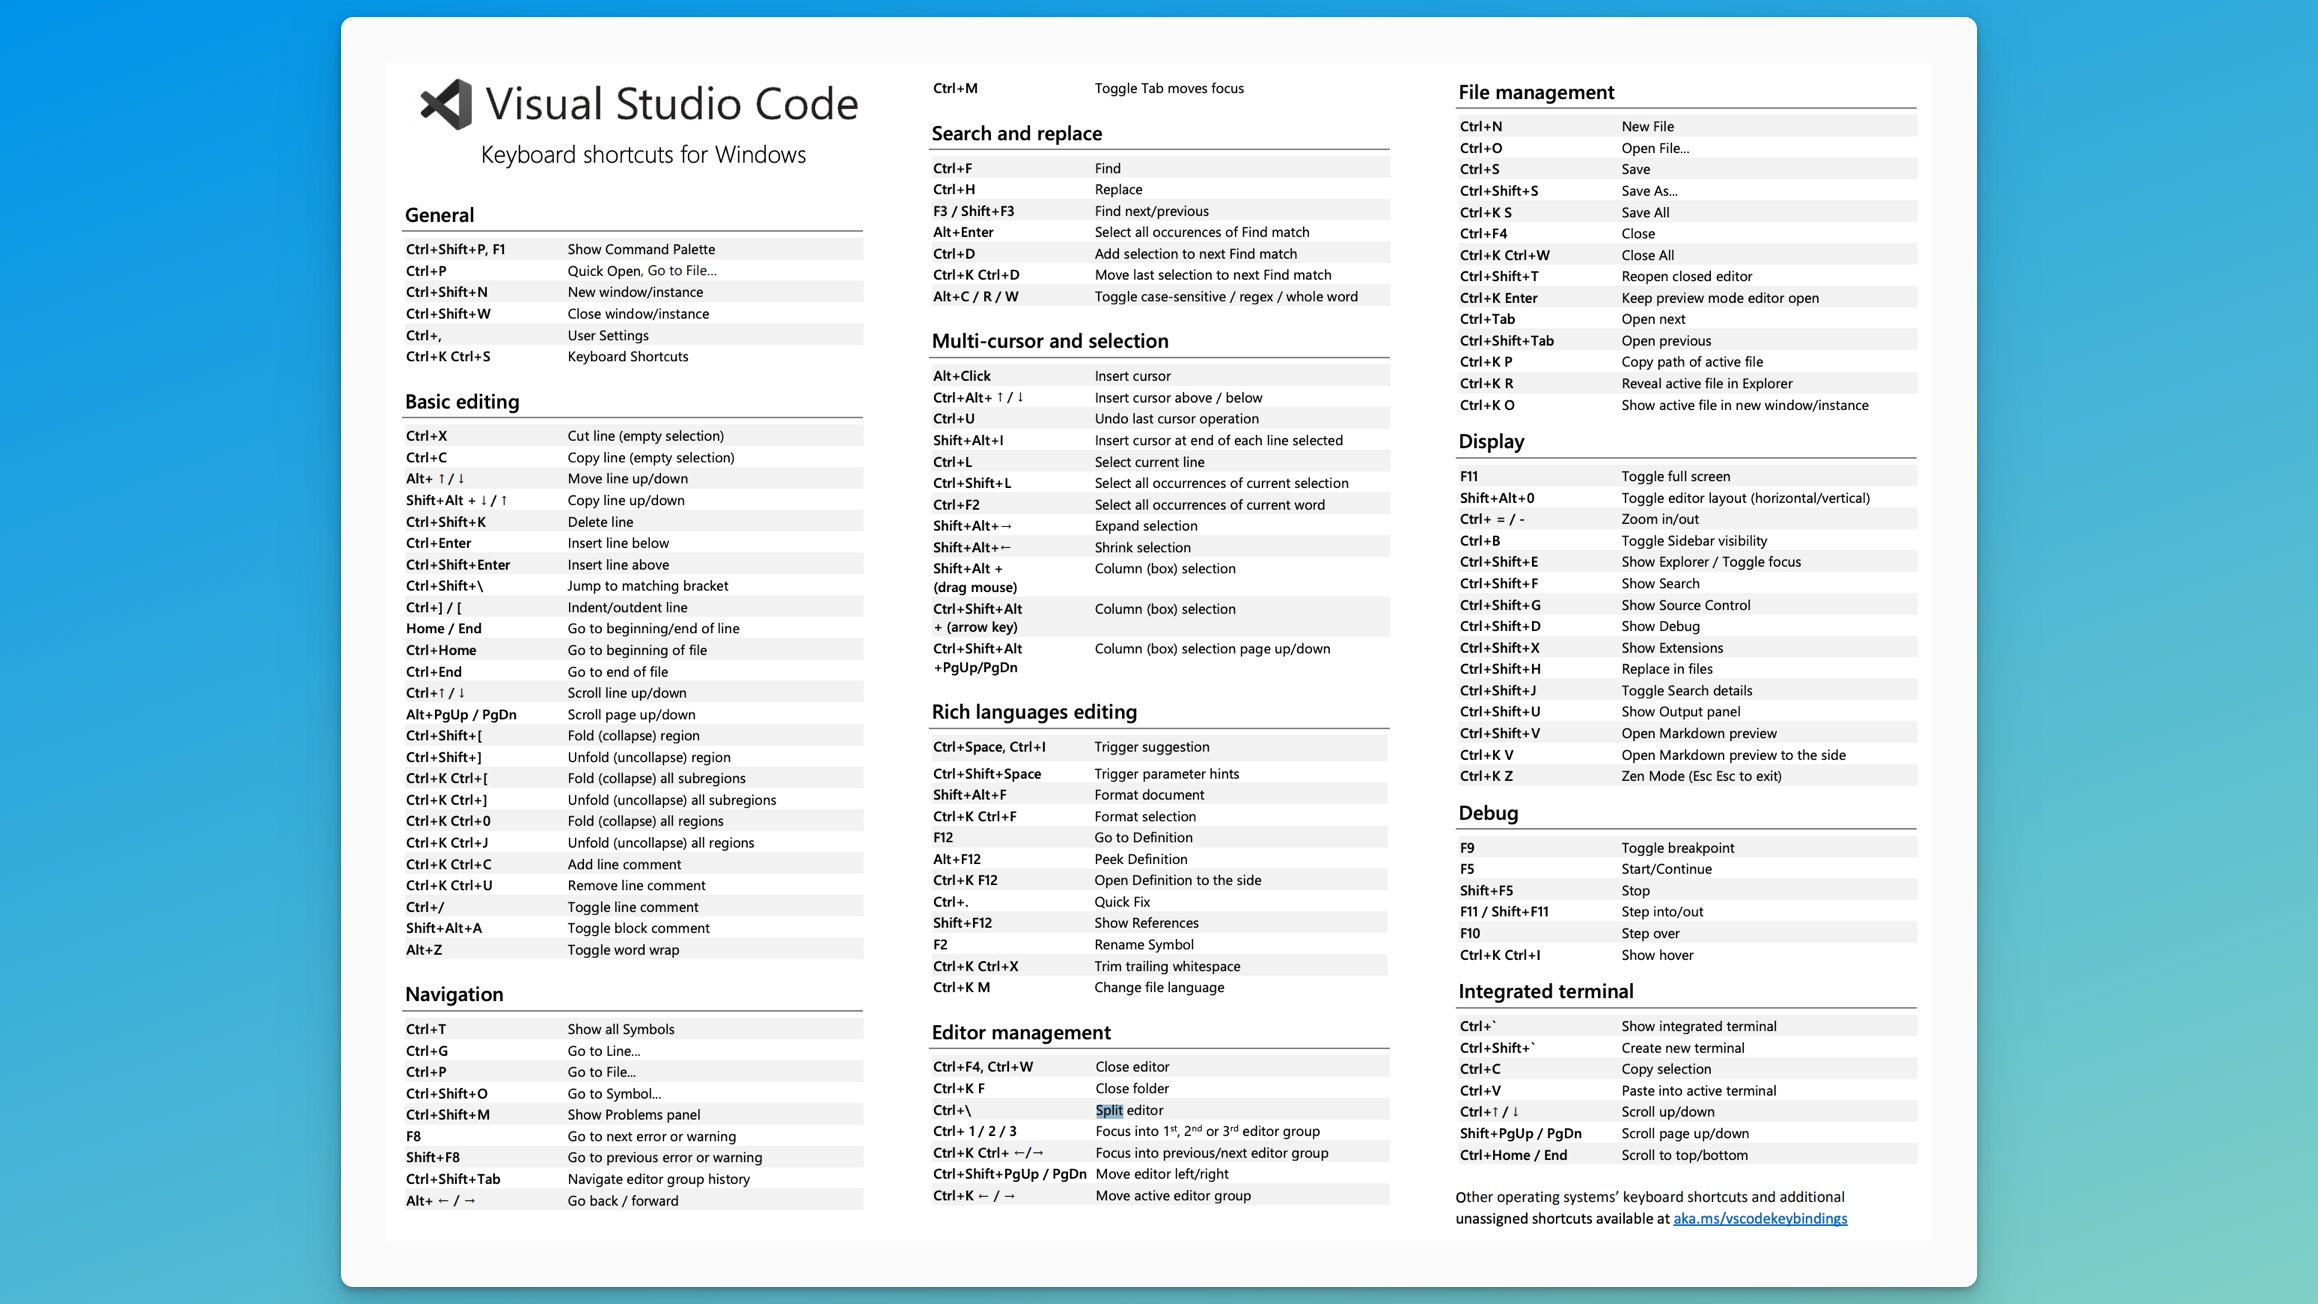 Visual Studio Code
Keyboard shortcuts for Windows
General
Ctrl+Shift+P, F1 Show Command Palette
Ctrl+P Quick Open, Go to File...
Ctrl+Shift+N New window/instance
Ctrl+Shift+W Close window/instance
Ctrl+, User Settings
Ctrl+K Ctrl+S Keyboard Shortcuts
Basic editing
Ctrl+X Cut line (empty selection)
Ctrl+C Copy line (empty selection)
Alt+ ↑ / ↓ Move line up/down
Shift+Alt + ↓ / ↑ Copy line up/down
Ctrl+Shift+K Delete line
Ctrl+Enter Insert line below
Ctrl+Shift+Enter Insert line above
Ctrl+Shift+\ Jump to matching bracket
Ctrl+] / [ Indent/outdent line
Home / End Go to beginning/end of line
Ctrl+Home Go to beginning of file
Ctrl+End Go to end of file
Ctrl+↑ / ↓ Scroll line up/down
Alt+PgUp / PgDn Scroll page up/down
Ctrl+Shift+[ Fold (collapse) region
Ctrl+Shift+] Unfold (uncollapse) region
Ctrl+K Ctrl+[ Fold (collapse) all subregions
Ctrl+K Ctrl+] Unfold (uncollapse) all subregions
Ctrl+K Ctrl+0 Fold (collapse) all regions
Ctrl+K Ctrl+J Unfold (uncollapse) all regions
Ctrl+K Ctrl+C Add line comment
Ctrl+K Ctrl+U Remove line comment
Ctrl+/ Toggle line comment
Shift+Alt+A Toggle block comment
Alt+Z Toggle word wrap
Navigation
Ctrl+T Show all Symbols
Ctrl+G Go to Line...
Ctrl+P Go to File...
Ctrl+Shift+O Go to Symbol...
Ctrl+Shift+M Show Problems panel
F8 Go to next error or warning
Shift+F8 Go to previous error or warning
Ctrl+Shift+Tab Navigate editor group history
Alt+ ← / → Go back / forward
Ctrl+M Toggle Tab moves focus
Search and replace
Ctrl+F Find
Ctrl+H Replace
F3 / Shift+F3 Find next/previous
Alt+Enter Select all occurences of Find match
Ctrl+D Add selection to next Find match
Ctrl+K Ctrl+D Move last selection to next Find match
Alt+C / R / W Toggle case-sensitive / regex / whole word
Multi-cursor and selection
Alt+Click Insert cursor
Ctrl+Alt+ ↑ / ↓ Insert cursor above / below
Ctrl+U Undo last cursor operation
Shift+Alt+I Insert cursor at end of each line selected
Ctrl+L Select current line
Ctrl+Shift+L Select all occurrences of current selection
Ctrl+F2 Select all occurrences of current word
Shift+Alt+→ Expand selection
Shift+Alt+← Shrink selection
Shift+Alt + Column (box) selection
(drag mouse)
Ctrl+Shift+Alt Column (box) selection
+ (arrow key)
Ctrl+Shift+Alt Column (box) selection page up/down
+PgUp/PgDn
Rich languages editing
Ctrl+Space, Ctrl+I Trigger suggestion
Ctrl+Shift+Space Trigger parameter hints
Shift+Alt+F Format document
Ctrl+K Ctrl+F Format selection
F12 Go to Definition
Alt+F12 Peek Definition
Ctrl+K F12 Open Definition to the side
Ctrl+. Quick Fix
Shift+F12 Show References
F2 Rename Symbol
Ctrl+K Ctrl+X Trim trailing whitespace
Ctrl+K M Change file language
Editor management
Ctrl+F4, Ctrl+W Close editor
Ctrl+K F Close folder
Ctrl+\ Split editor
Ctrl+ 1 / 2 / 3 Focus into 1st, 2nd or 3rd editor group
Ctrl+K Ctrl+ ←/→ Focus into previous/next editor group
Ctrl+Shift+PgUp / PgDn Move editor left/right
Ctrl+K ← / → Move active editor group
File management
Ctrl+N New File
Ctrl+O Open File...
Ctrl+S Save
Ctrl+Shift+S Save As...
Ctrl+K S Save All
Ctrl+F4 Close
Ctrl+K Ctrl+W Close All
Ctrl+Shift+T Reopen closed editor
Ctrl+K Enter Keep preview mode editor open
Ctrl+Tab Open next
Ctrl+Shift+Tab Open previous
Ctrl+K P Copy path of active file
Ctrl+K R Reveal active file in Explorer
Ctrl+K O Show active file in new window/instance
Display
F11 Toggle full screen
Shift+Alt+0 Toggle editor layout (horizontal/vertical)
Ctrl+ = / - Zoom in/out
Ctrl+B Toggle Sidebar visibility
Ctrl+Shift+E Show Explorer / Toggle focus
Ctrl+Shift+F Show Search
Ctrl+Shift+G Show Source Control
Ctrl+Shift+D Show Debug
Ctrl+Shift+X Show Extensions
Ctrl+Shift+H Replace in files
Ctrl+Shift+J Toggle Search details
Ctrl+Shift+U Show Output panel
Ctrl+Shift+V Open Markdown preview
Ctrl+K V Open Markdown preview to the side
Ctrl+K Z Zen Mode (Esc Esc to exit)
Debug
F9 Toggle breakpoint
F5 Start/Continue
Shift+F5 Stop
F11 / Shift+F11 Step into/out
F10 Step over
Ctrl+K Ctrl+I Show hover
Integrated terminal
Ctrl+` Show integrated terminal
Ctrl+Shift+` Create new terminal
Ctrl+C Copy selection
Ctrl+V Paste into active terminal
Ctrl+↑ / ↓ Scroll up/down
Shift+PgUp / PgDn Scroll page up/down
Ctrl+Home / End Scroll to top/bottom
Other operating systems’ keyboard shortcuts and additional
unassigned shortcuts available at aka.ms/vscodekeybindings